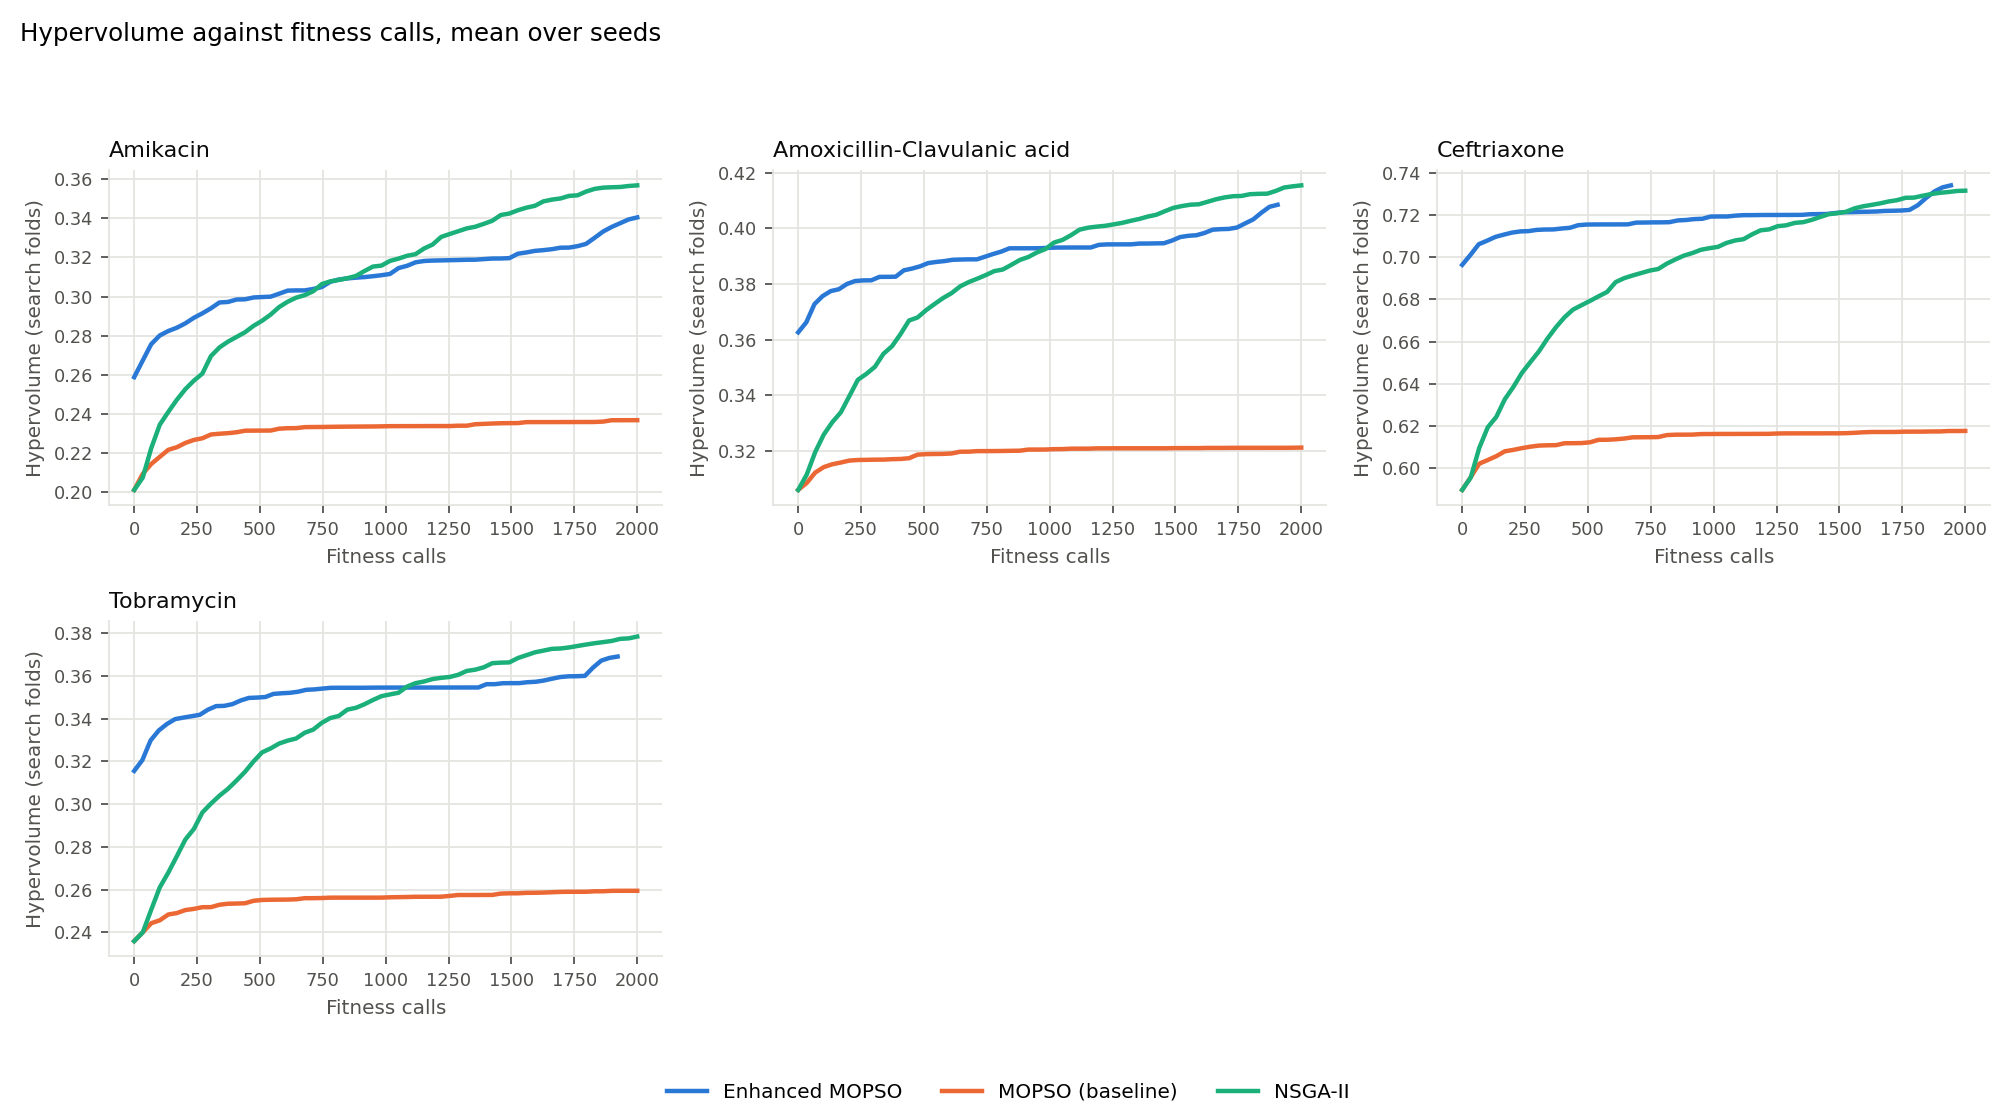 Hypervolume against fitness calls, mean over seeds
Amikacin
Hypervolume (search folds)
0.36
0.34
0.32
0.30
0.28
0.26
0.24
0.22
0.20
0 250 500 750 1000 1250 1500 1750 2000
Fitness calls
Amoxicillin-Clavulanic acid
Hypervolume (search folds)
0.42
0.40
0.38
0.36
0.34
0.32
0 250 500 750 1000 1250 1500 1750 2000
Fitness calls
Ceftriaxone
Hypervolume (search folds)
0.74
0.72
0.70
0.68
0.66
0.64
0.62
0.60
0 250 500 750 1000 1250 1500 1750 2000
Fitness calls
Tobramycin
Hypervolume (search folds)
0.38
0.36
0.34
0.32
0.30
0.28
0.26
0.24
0 250 500 750 1000 1250 1500 1750 2000
Fitness calls
Enhanced MOPSO MOPSO (baseline) NSGA-II